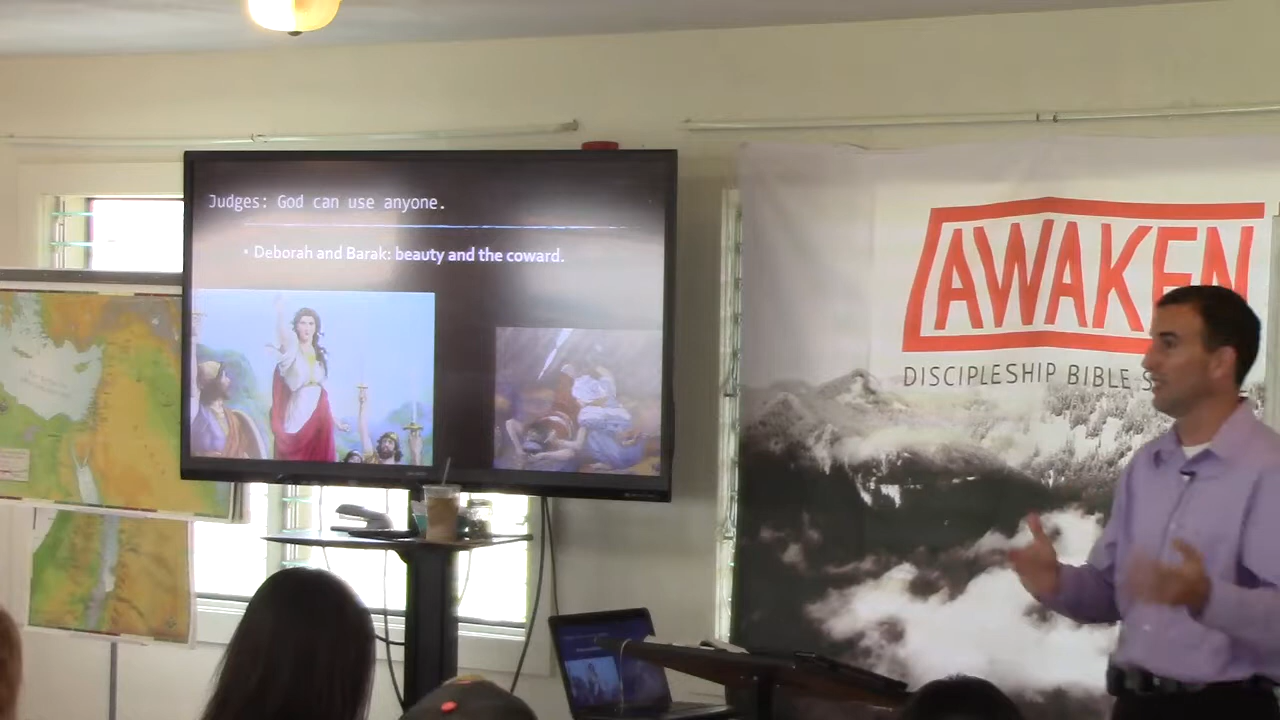 Judges: God can use anyone.
• Deborah and Barak: beauty and the coward.
AWAKEN
DISCIPLESHIP BIBLE